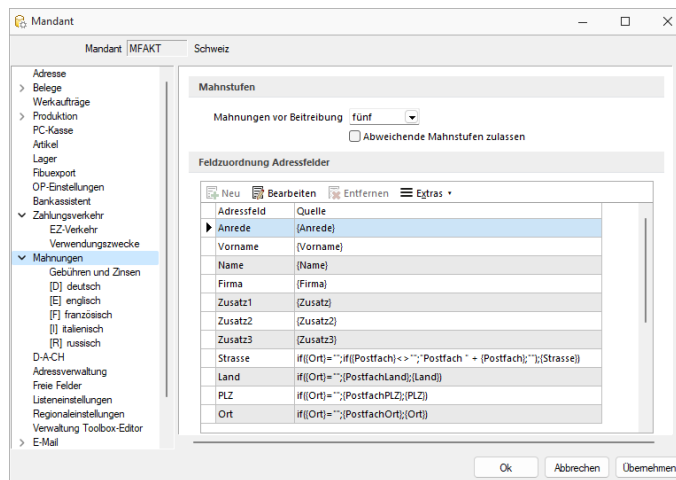 Mandant
Mandant MFAKT Schweiz
Adresse
Belege
Werkaufträge
Produktion
PC-Kasse
Artikel
Lager
Fibuexport
OP-Einstellungen
Bankassistent
Zahlungsverkehr
EZ-Verkehr
Verwendungszwecke
Mahnungen
Gebühren und Zinsen
[D] deutsch
[E] englisch
[F] französisch
[I] italienisch
[R] russisch
D-A-CH
Adressverwaltung
Freie Felder
Listeneinstellungen
Regionaleinstellungen
Verwaltung Toolbox-Editor
E-Mail
Mahnstufen
Mahnungen vor Beitreibung fünf
Abweichende Mahnstufen zulassen
Feldzuordnung Adressfelder
Neu Bearbeiten Entfernen Extras
Adressfeld Quelle
Anrede {Anrede}
Vorname {Vorname}
Name {Name}
Firma {Firma}
Zusatz1 {Zusatz}
Zusatz2 {Zusatz2}
Zusatz3 {Zusatz3}
Strasse if({Ort}="";if({Postfach}<>"";"Postfach " + {Postfach};"");{Strasse})
Land if({Ort}="";{PostfachLand};{Land})
PLZ if({Ort}="";{PostfachPLZ};{PLZ})
Ort if({Ort}="";{PostfachOrt};{Ort})
Ok Abbrechen Übernehmen